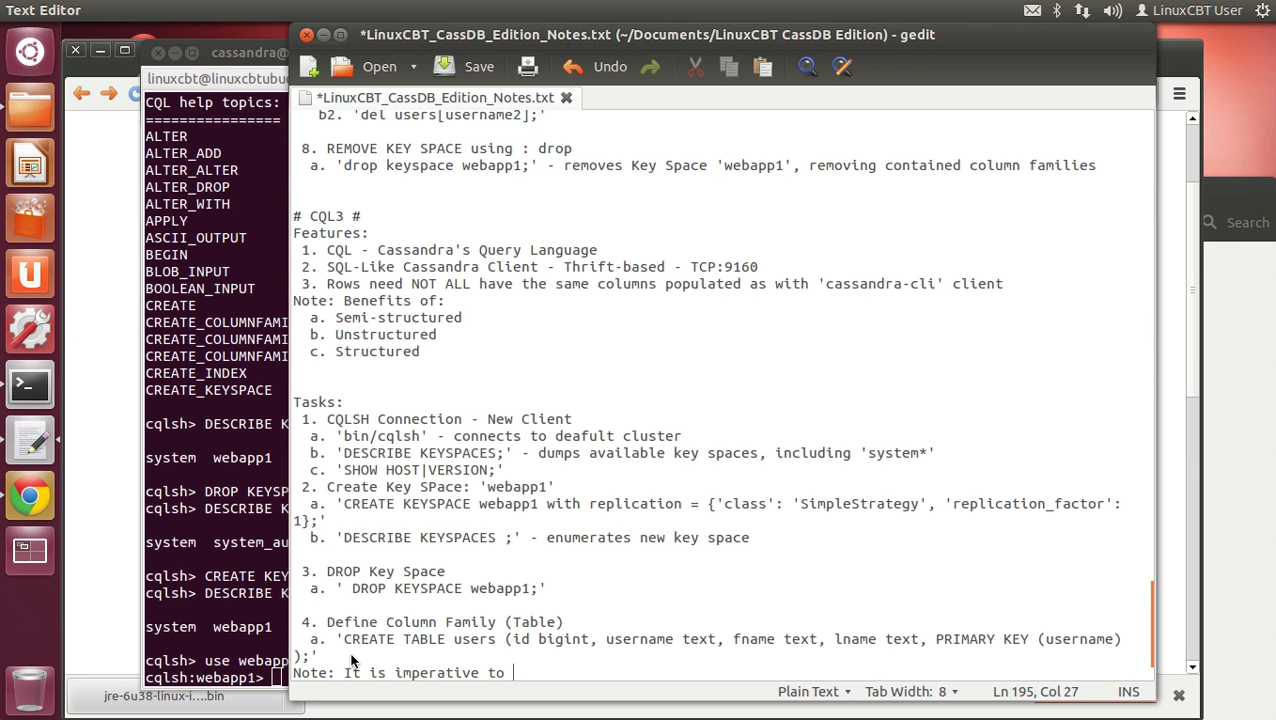 Text Editor
LinuxCBT User
cassandra@
*LinuxCBT_CassDB_Edition_Notes.txt (~/Documents/LinuxCBT CassDB Edition) - gedit
linuxcbt@linuxcbtubu
Open Save Undo
*LinuxCBT_CassDB_Edition_Notes.txt
CQL help topics:
================
ALTER
ALTER_ADD
ALTER_ALTER
ALTER_DROP
ALTER_WITH
APPLY
ASCII_OUTPUT
BEGIN
BLOB_INPUT
BOOLEAN_INPUT
CREATE
CREATE_COLUMNFAMI
CREATE_COLUMNFAMI
CREATE_COLUMNFAMI
CREATE_INDEX
CREATE_KEYSPACE
cqlsh> DESCRIBE K
system webapp1
cqlsh> DROP KEYSP
cqlsh> DESCRIBE K
system system_au
cqlsh> CREATE KEY
cqlsh> DESCRIBE K
system webapp1
cqlsh> use webapp
cqlsh:webapp1>
b2. 'del users[username2];'
8. REMOVE KEY SPACE using : drop
a. 'drop keyspace webapp1;' - removes Key Space 'webapp1', removing contained column families
# CQL3 #
Features:
1. CQL - Cassandra's Query Language
2. SQL-Like Cassandra Client - Thrift-based - TCP:9160
3. Rows need NOT ALL have the same columns populated as with 'cassandra-cli' client
Note: Benefits of:
a. Semi-structured
b. Unstructured
c. Structured
Tasks:
1. CQLSH Connection - New Client
a. 'bin/cqlsh' - connects to deafult cluster
b. 'DESCRIBE KEYSPACES;' - dumps available key spaces, including 'system*'
c. 'SHOW HOST|VERSION;'
2. Create Key SPace: 'webapp1'
a. 'CREATE KEYSPACE webapp1 with replication = {'class': 'SimpleStrategy', 'replication_factor':
1};'
b. 'DESCRIBE KEYSPACES ;' - enumerates new key space
3. DROP Key Space
a. ' DROP KEYSPACE webapp1;'
4. Define Column Family (Table)
a. 'CREATE TABLE users (id bigint, username text, fname text, lname text, PRIMARY KEY (username)
);'
Note: It is imperative to
Plain Text Tab Width: 8 Ln 195, Col 27 INS
Search
jre-6u38-linux-i....bin